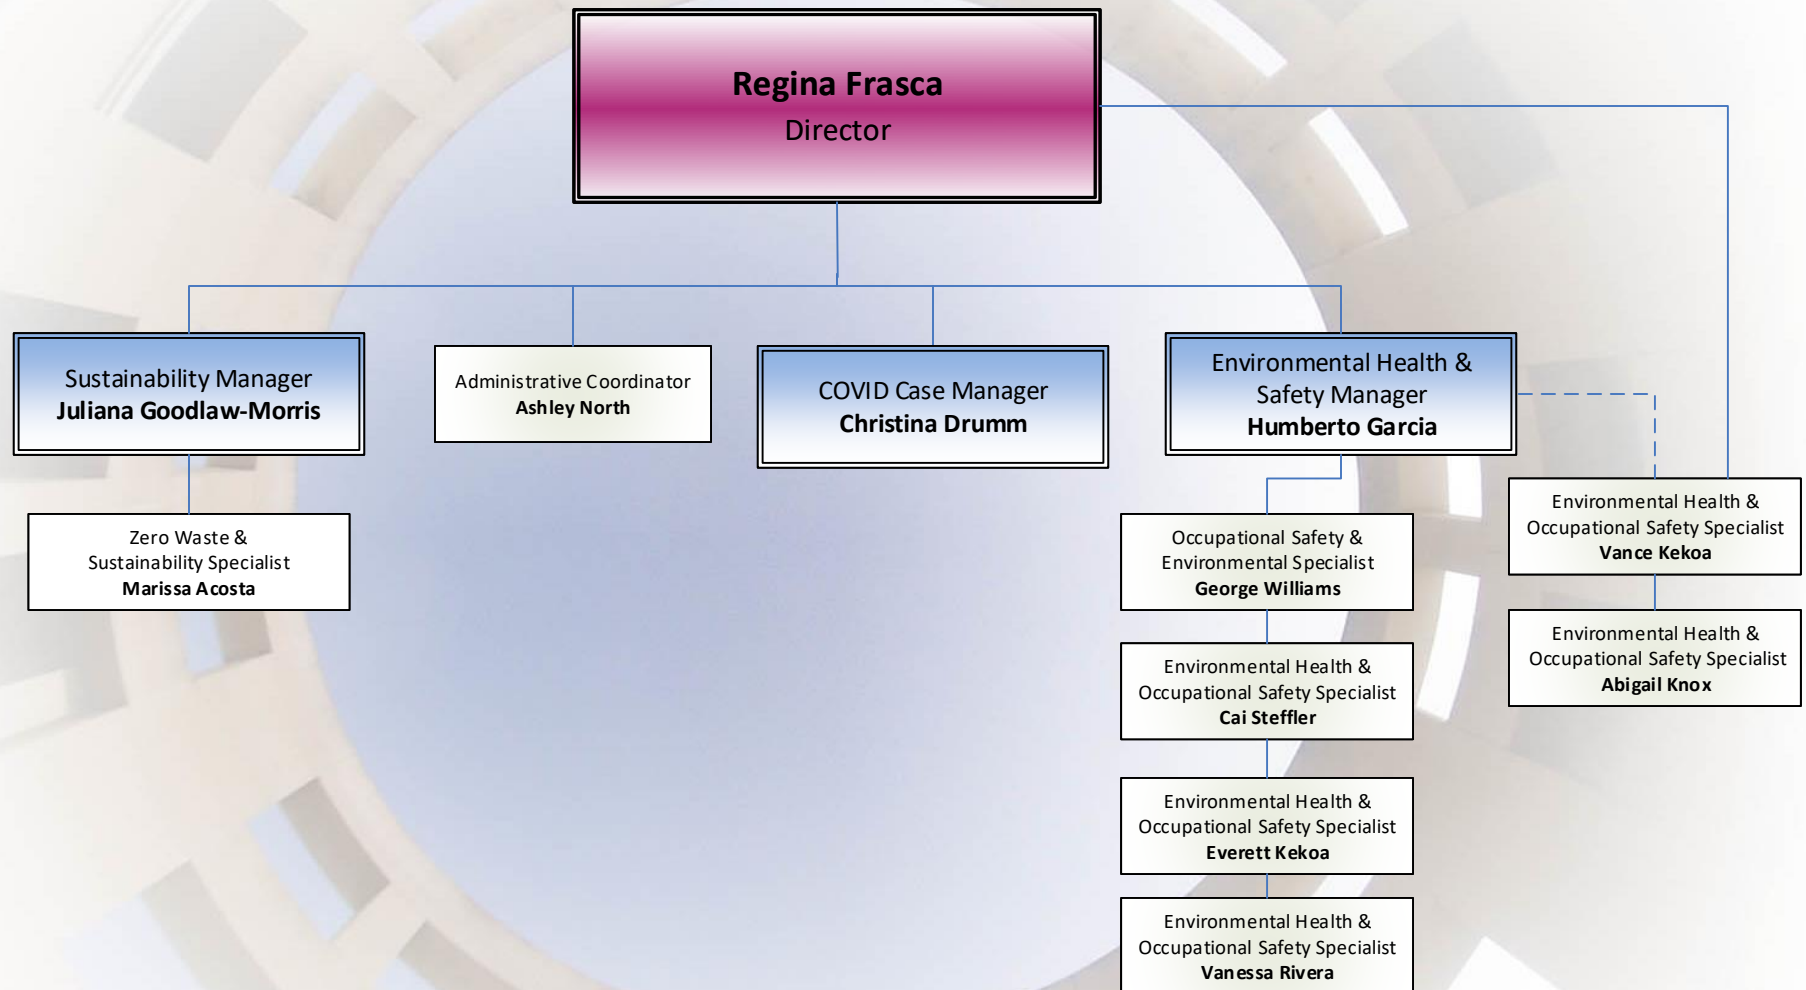 Regina Frasca
Director
Sustainability Manager
Juliana Goodlaw-Morris
Administrative Coordinator
Ashley North
COVID Case Manager
Christina Drumm
Environmental Health &
Safety Manager
Humberto Garcia
Zero Waste &
Sustainability Specialist
Marissa Acosta
Occupational Safety &
Environmental Specialist
George Williams
Environmental Health &
Occupational Safety Specialist
Cai Steffler
Environmental Health &
Occupational Safety Specialist
Everett Kekoa
Environmental Health &
Occupational Safety Specialist
Vanessa Rivera
Environmental Health &
Occupational Safety Specialist
Vance Kekoa
Environmental Health &
Occupational Safety Specialist
Abigail Knox